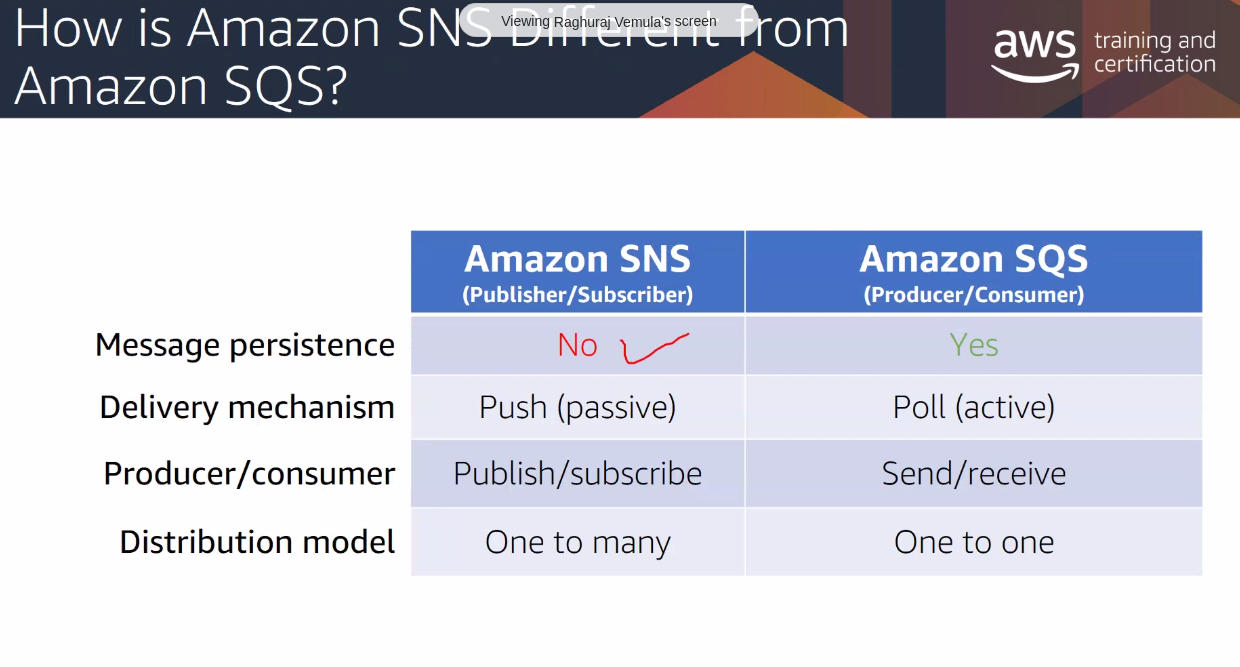 How is Amazon SNS Different from
Viewing Raghuraj Vemula's screen
Amazon SQS?
aws training and
certification
Amazon SNS Amazon SQS
(Publisher/Subscriber) (Producer/Consumer)
Message persistence No Yes
Delivery mechanism Push (passive) Poll (active)
Producer/consumer Publish/subscribe Send/receive
Distribution model One to many One to one